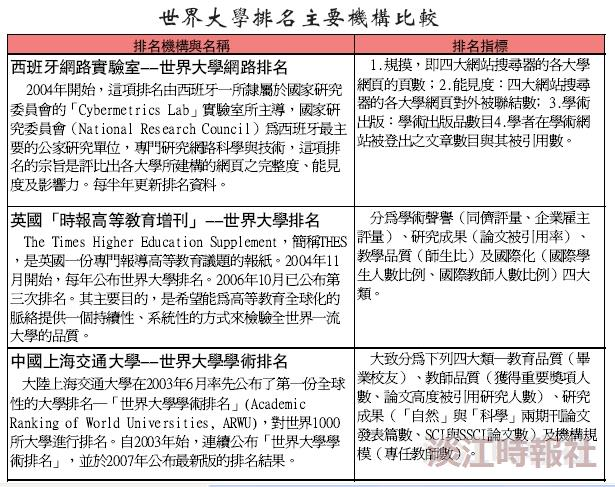 世界大學排名主要機構比較
排名機構與名稱
排名指標
西班牙網路實驗室——世界大學網路排名
2004年開始，這項排名由西班牙一所隸屬於國家研究
委員會的「Cybermetrics Lab」實驗室所主導，國家研
究委員會（National Research Council）為西班牙最主
要的公家研究單位，專門研究網路科學與技術，這項排
名的宗旨是評比出各大學所建構的網頁之完整度、能見
度及影響力。每半年更新排名資料。
1.規摸，即四大網站搜尋器的各大學
網頁的頁數；2.能見度：四大網站搜尋
器的各大學網頁對外被聯結數；3.學術
出版：學術出版品數目4.學者在學術網
站被登出之文章數目與其被引用數。
英國「時報高等教育增刊」——世界大學排名
The Times Higher Education Supplement，簡稱THES
，是英國一份專門報導高等教育議題的報紙。2004年11
月開始，每年公布世界大學排名。2006年10月已公布第
三次排名。其主要目的，是希望能為高等教育全球化的
脈絡提供一個持續性、系統性的方式來檢驗全世界一流
大學的品質。
分為學術聲譽（同儕評量、企業雇主
評量）、研究成果（論文被引用率）、
教學品質（師生比）及國際化（國際學
生人數比例、國際教師人數比例）四大
類。
中國上海交通大學——世界大學學術排名
大陸上海交通大學在2003年6月率先公布了第一份全球
性的大學排名—「世界大學學術排名」(Academic
Ranking of World Universities, ARWU)，對世界1000
所大學進行排名。自2003年始，連續公布「世界大學學
術排名」，並於2007年公布最新版的排名結果。
大致分為下列四大類—教育品質（畢
業校友）、教師品質（獲得重要獎項人
數、論文高度被引用研究人數）、研究
成果（「自然」與「科學」兩期刊論文
發表篇數、SCI與SSCI論文數）及機構規
模（專任教師數）。
淡江時報社